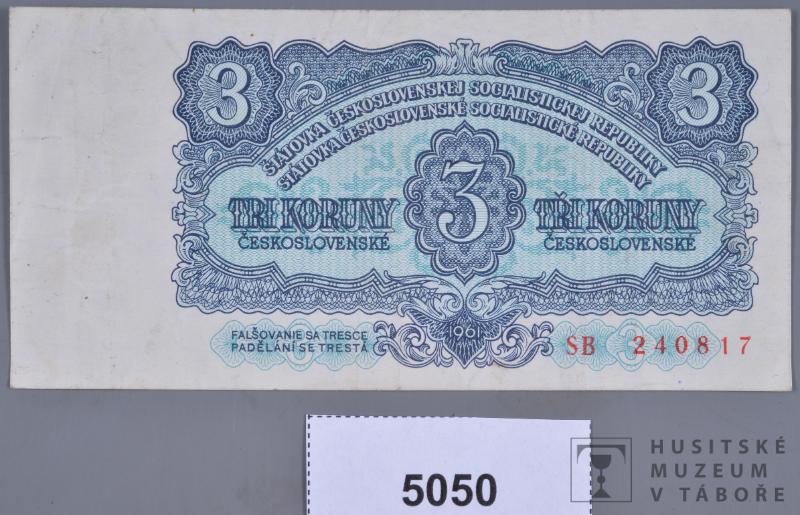 3
3
ŠTÁTOVKA ČESKOSLOVENSKEJ SOCIALISTICKEJ REPUBLIKY
STÁTOVKA ČESKOSLOVENSKÉ SOCIALISTICKÉ REPUBLIKY
TRI KORUNY
ČESKOSLOVENSKÉ
3
TŘI KORUNY
ČESKOSLOVENSKÉ
FALŠOVANIE SA TRESCE
PADĚLÁNÍ SE TRESTÁ
1961
SB 240817
5050
HUSITSKÉ
MUZEUM
V TÁBOŘE